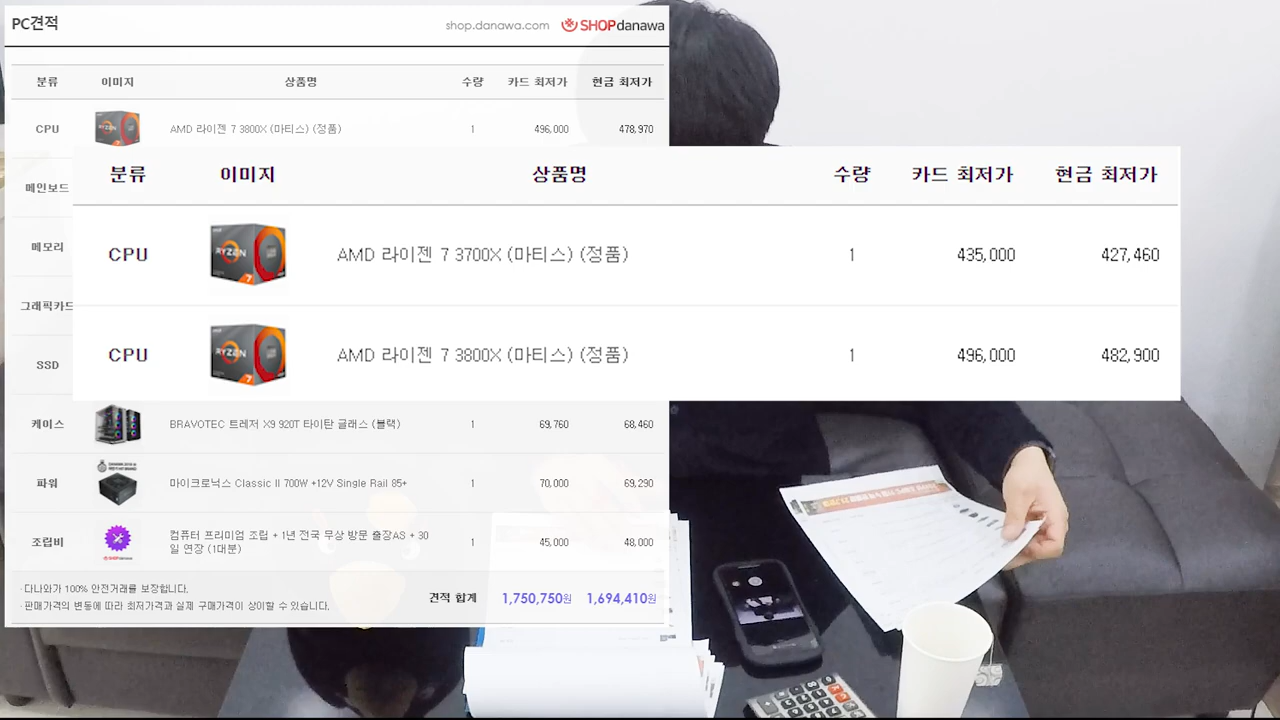 PC견적
shop.danawa.com SHOPdanawa
분류 이미지 상품명 수량 카드 최저가 현금 최저가
CPU AMD 라이젠 7 3800X (마티스) (정품) 1 496,000 478,970
분류 이미지 상품명 수량 카드 최저가 현금 최저가
CPU RYZEN 7 AMD 라이젠 7 3700X (마티스) (정품) 1 435,000 427,460
CPU RYZEN 7 AMD 라이젠 7 3800X (마티스) (정품) 1 496,000 482,900
메인보드
메모리
그래픽카드
SSD
케이스 BRAVOTEC 트레저 X9 920T 타이탄 글래스 (블랙) 1 69,760 68,460
파워 마이크로닉스 Classic II 700W +12V Single Rail 85+ 1 70,000 69,290
조립비 컴퓨터 프리미엄 조립 + 1년 전국 무상 방문 출장AS + 30
일 연장 (1대분) 1 45,000 48,000
· 다나와가 100% 안전거래를 보장합니다.
· 판매가격의 변동에 따라 최저가격과 실제 구매가격이 상이할 수 있습니다.
견적 합계 1,750,750원 1,694,410원